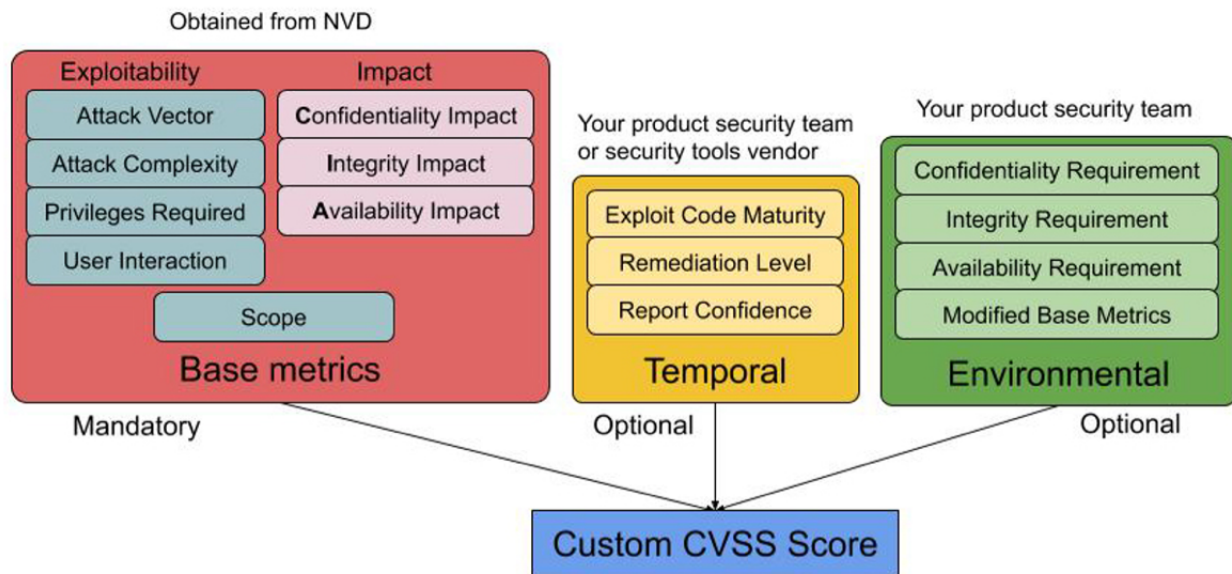 Obtained from NVD
Exploitability
Attack Vector
Attack Complexity
Privileges Required
User Interaction
Impact
Confidentiality Impact
Integrity Impact
Availability Impact
Scope
Base metrics
Mandatory
Your product security team
or security tools vendor
Exploit Code Maturity
Remediation Level
Report Confidence
Temporal
Optional
Your product security team
Confidentiality Requirement
Integrity Requirement
Availability Requirement
Modified Base Metrics
Environmental
Optional
Custom CVSS Score